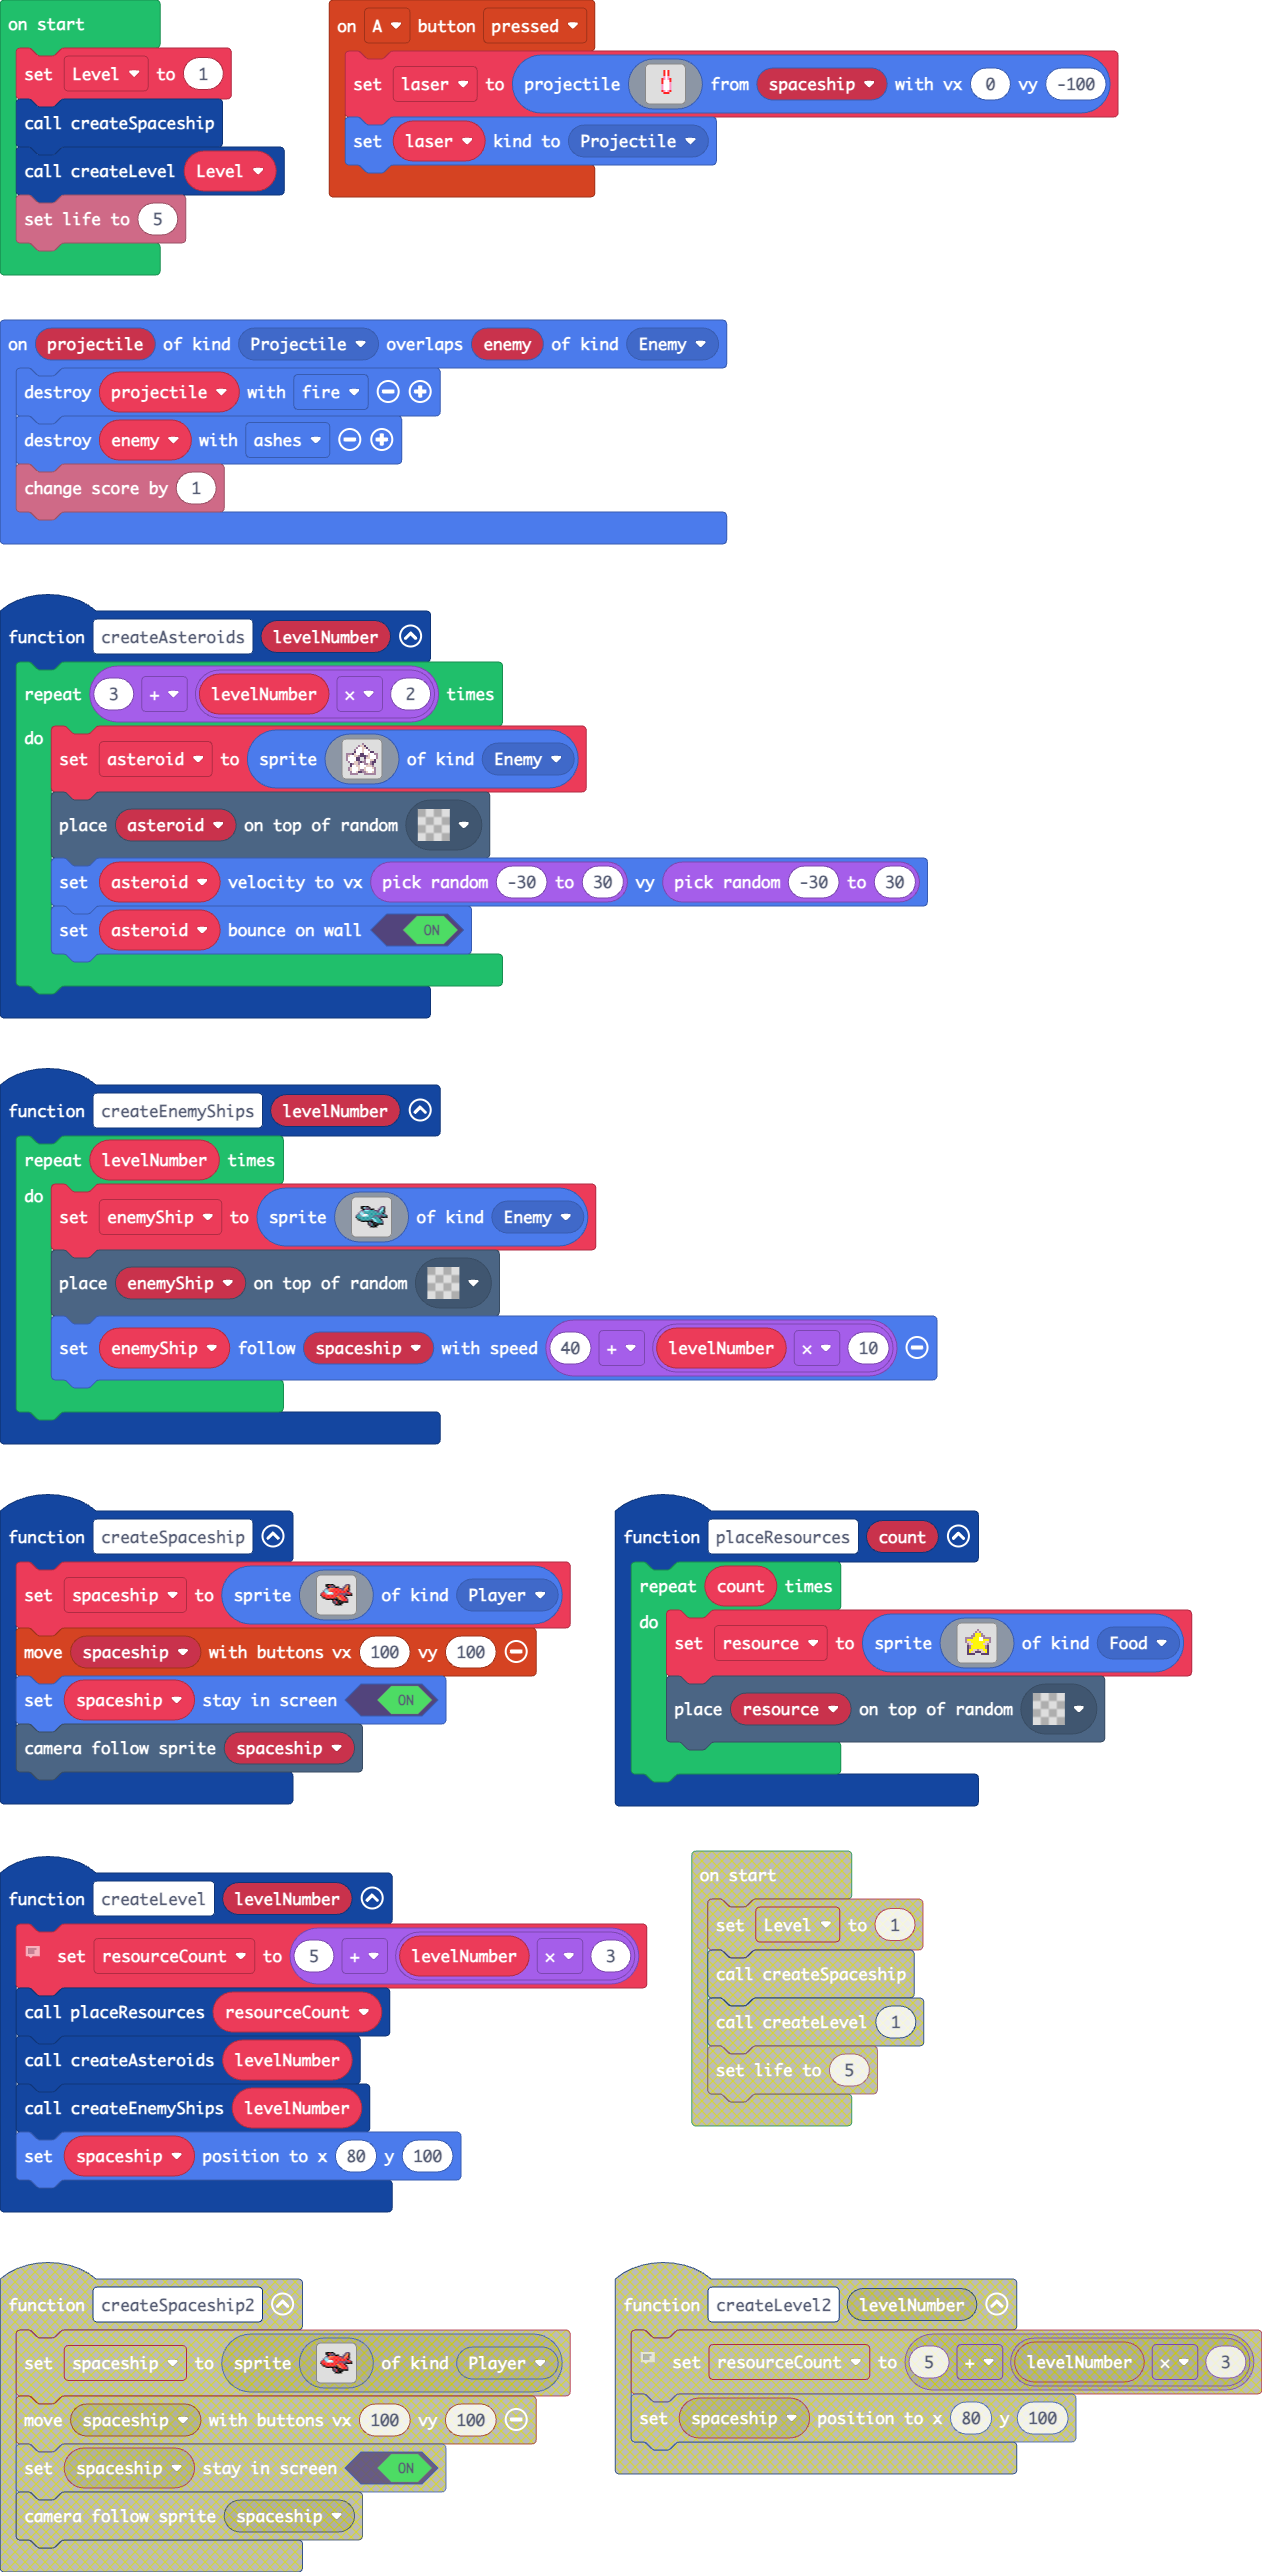 on start
set Level to 1
call createSpaceship
call createLevel Level
set life to 5
on A button pressed
set laser to projectile from spaceship with vx 0 vy -100
set laser kind to Projectile
on projectile of kind Projectile overlaps enemy of kind Enemy
destroy projectile with fire
destroy enemy with ashes
change score by 1
function createAsteroids levelNumber
repeat 3 + levelNumber × 2 times
do
set asteroid to sprite of kind Enemy
place asteroid on top of random
set asteroid velocity to vx pick random -30 to 30 vy pick random -30 to 30
set asteroid bounce on wall ON
function createEnemyShips levelNumber
repeat levelNumber times
do
set enemyShip to sprite of kind Enemy
place enemyShip on top of random
set enemyShip follow spaceship with speed 40 + levelNumber × 10
function createSpaceship
set spaceship to sprite of kind Player
move spaceship with buttons vx 100 vy 100
set spaceship stay in screen ON
camera follow sprite spaceship
function placeResources count
repeat count times
do
set resource to sprite of kind Food
place resource on top of random
function createLevel levelNumber
set resourceCount to 5 + levelNumber × 3
call placeResources resourceCount
call createAsteroids levelNumber
call createEnemyShips levelNumber
set spaceship position to x 80 y 100
on start
set Level to 1
call createSpaceship
call createLevel 1
set life to 5
function createSpaceship2
set spaceship to sprite of kind Player
move spaceship with buttons vx 100 vy 100
set spaceship stay in screen ON
camera follow sprite spaceship
function createLevel2 levelNumber
set resourceCount to 5 + levelNumber × 3
set spaceship position to x 80 y 100